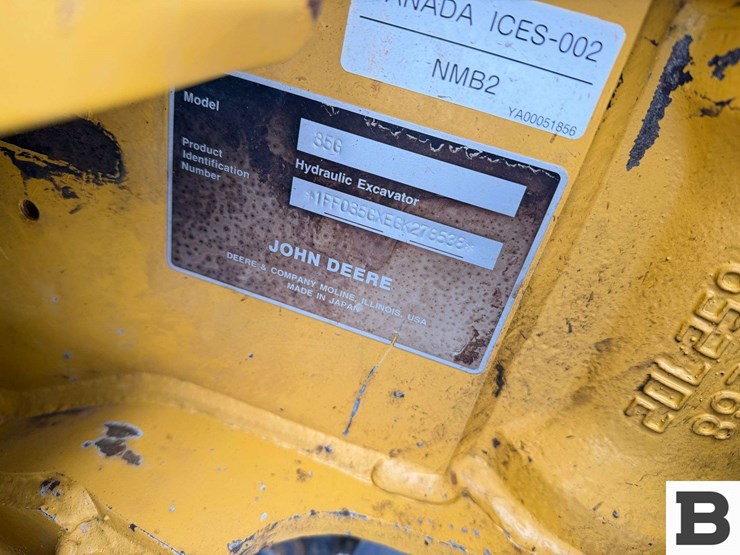 CANADA ICES-002
NMB2
YA00051856
Model
35G
Hydraulic Excavator
Product
Identification
Number
*1FF035GXEGK278538*
JOHN DEERE
DEERE & COMPANY MOLINE, ILLINOIS, USA
MADE IN JAPAN
B